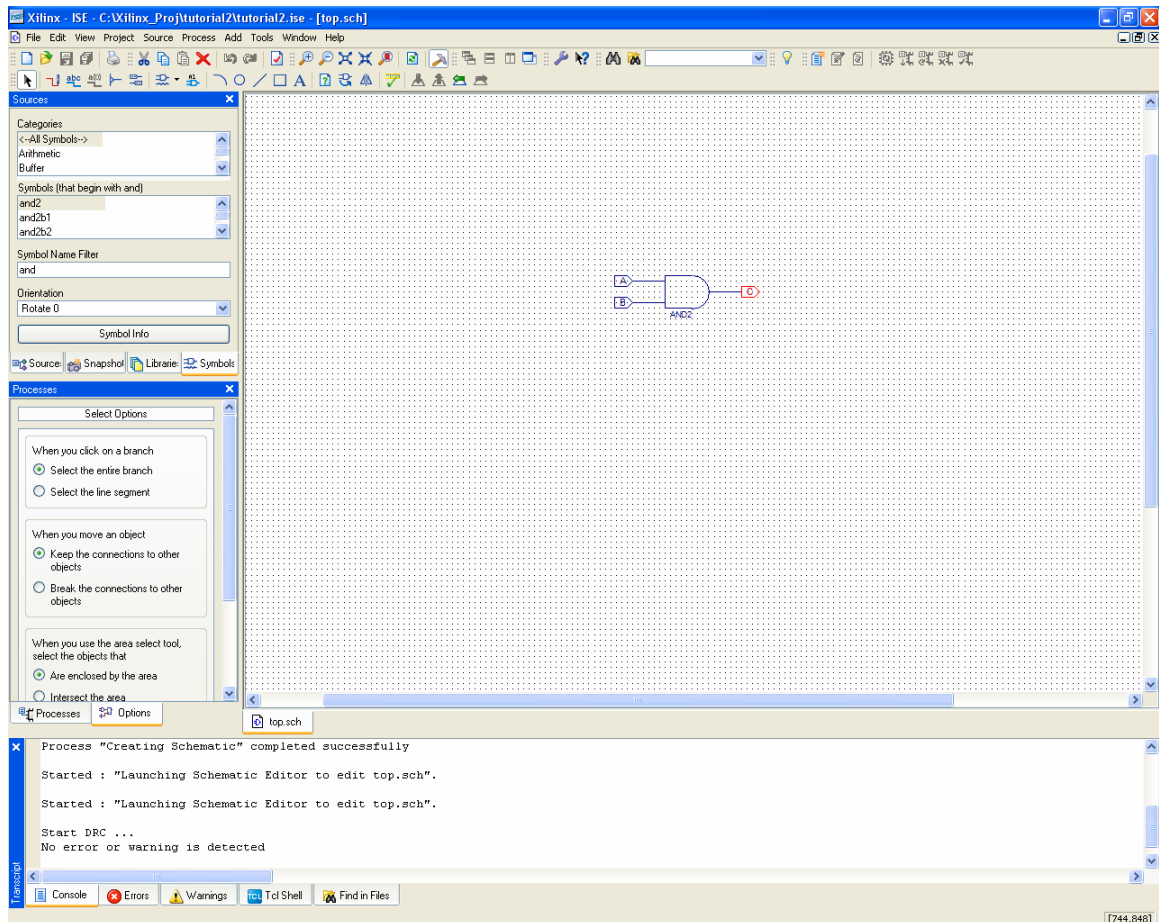 Xilinx - ISE - C:\Xilinx_Proj\tutorial2\tutorial2.ise - [top.sch]
File Edit View Project Source Process Add Tools Window Help
Sources
Categories
<--All Symbols-->
Arithmetic
Buffer
Symbols (that begin with and)
and2
and2b1
and2b2
Symbol Name Filter
and
Orientation
Rotate 0
Symbol Info
Source: Snapshot Librarie: Symbols
Processes
Select Options
When you click on a branch
Select the entire branch
Select the line segment
When you move an object
Keep the connections to other
objects
Break the connections to other
objects
When you use the area select tool,
select the objects that
Are enclosed by the area
Intersect the area
Processes Options
A
B
C
AND2
top.sch
Process "Creating Schematic" completed successfully
Started : "Launching Schematic Editor to edit top.sch".
Started : "Launching Schematic Editor to edit top.sch".
Start DRC ...
No error or warning is detected
Transcript
Console Errors Warnings Tcl Shell Find in Files
[744,848]